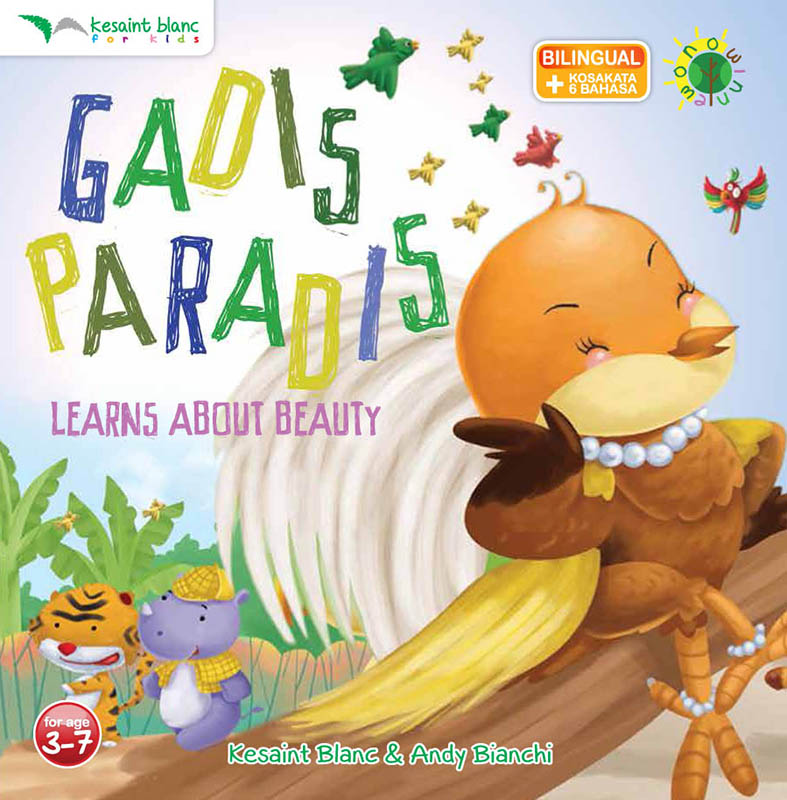 kesaint blanc
for kids
BILINGUAL
+ KOSAKATA
6 BAHASA
GADIS
PARADIS
LEARNS ABOUT BEAUTY
for age
3-7
Kesaint Blanc & Andy Bianchi